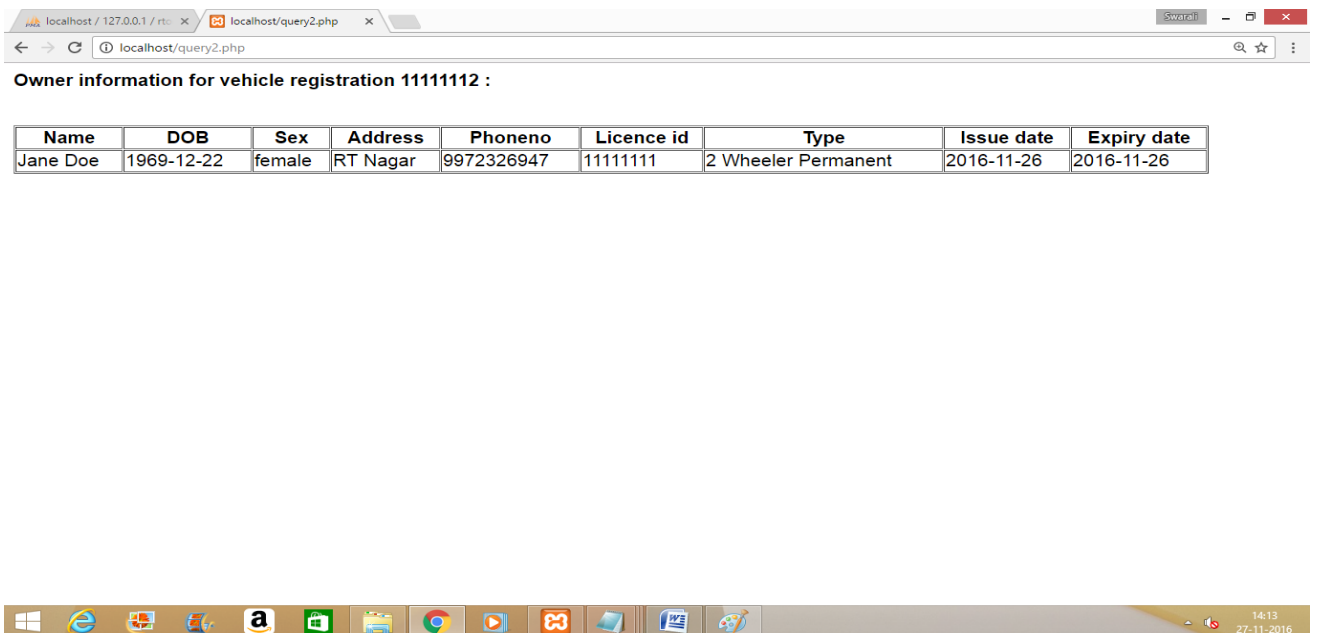 localhost / 127.0.0.1 / rto localhost/query2.php Swarali
localhost/query2.php
Owner information for vehicle registration 11111112 :
Name DOB Sex Address Phoneno Licence id Type Issue date Expiry date
Jane Doe 1969-12-22 female RT Nagar 9972326947 11111111 2 Wheeler Permanent 2016-11-26 2016-11-26
a
14:13
27-11-2016